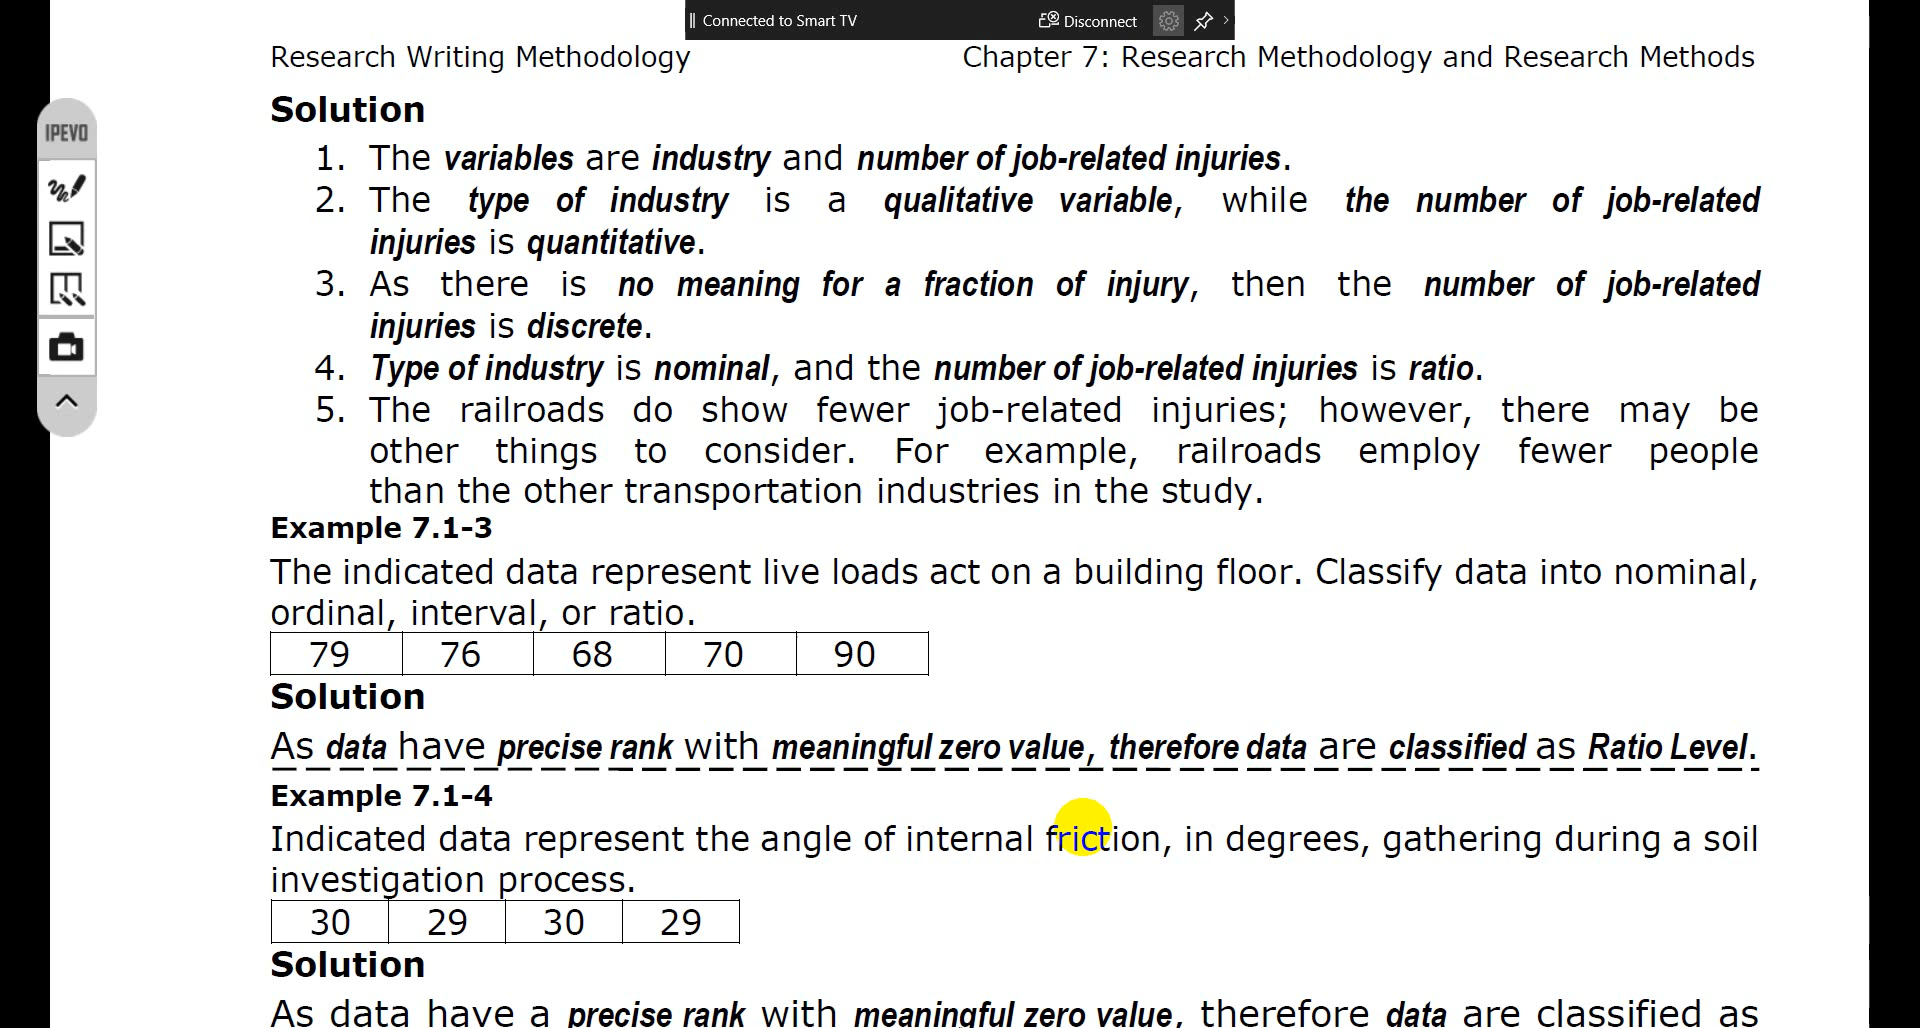 Connected to Smart TV Disconnect
Research Writing Methodology Chapter 7: Research Methodology and Research Methods
IPEVO
Solution
1. The variables are industry and number of job-related injuries.
2. The type of industry is a qualitative variable, while the number of job-related
injuries is quantitative.
3. As there is no meaning for a fraction of injury, then the number of job-related
injuries is discrete.
4. Type of industry is nominal, and the number of job-related injuries is ratio.
5. The railroads do show fewer job-related injuries; however, there may be
other things to consider. For example, railroads employ fewer people
than the other transportation industries in the study.
Example 7.1-3
The indicated data represent live loads act on a building floor. Classify data into nominal,
ordinal, interval, or ratio.
79 76 68 70 90
Solution
As data have precise rank with meaningful zero value, therefore data are classified as Ratio Level.
Example 7.1-4
Indicated data represent the angle of internal friction, in degrees, gathering during a soil
investigation process.
30 29 30 29
Solution
As data have a precise rank with meaningful zero value, therefore data are classified as